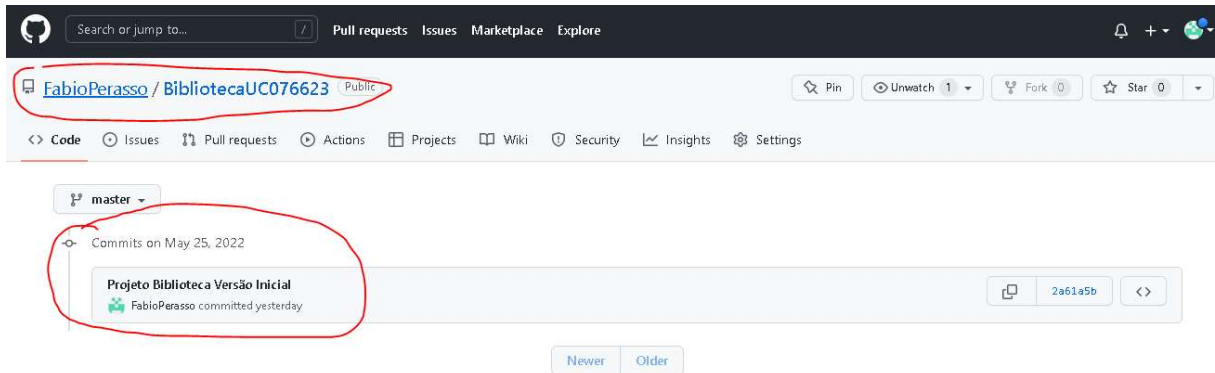 Search or jump to... / Pull requests Issues Marketplace Explore
FabioPerasso / BibliotecaUC076623 Public Pin Unwatch 1 Fork 0 Star 0
Code Issues Pull requests Actions Projects Wiki Security Insights Settings
master
Commits on May 25, 2022
Projeto Biblioteca Versão Inicial
FabioPerasso committed yesterday
2a61a5b
Newer Older